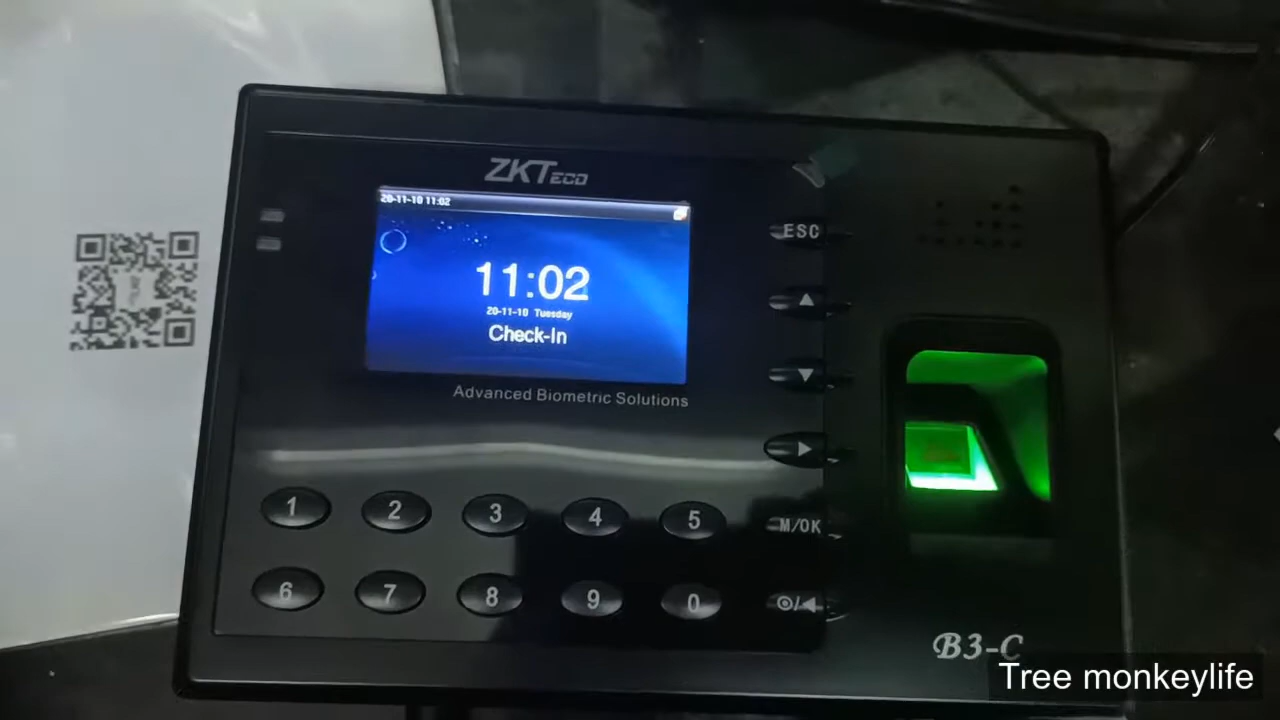 ZKTeco
20-11-10 11:02
11:02
20-11-10 Tuesday
Check-In
Advanced Biometric Solutions
ESC
▲
▼
▶
1 2 3 4 5 M/OK
6 7 8 9 0 ◎/◀
B3-C
Tree monkeylife